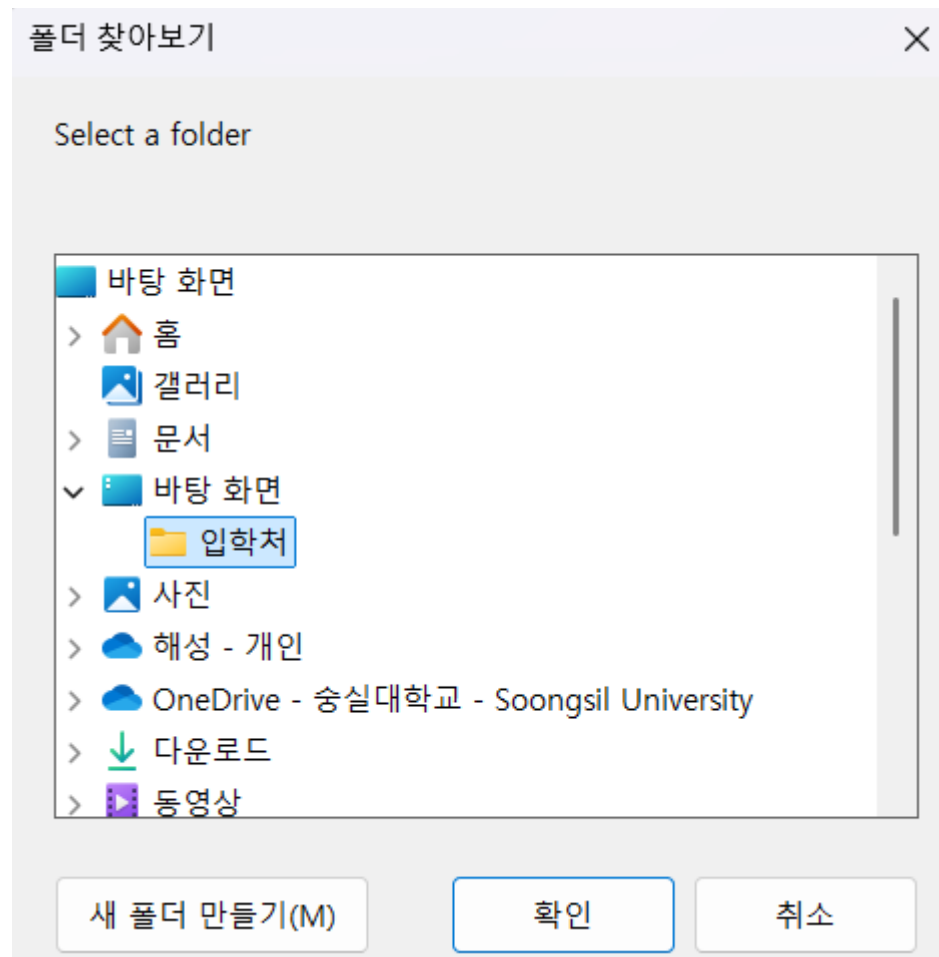 폴더 찾아보기
Select a folder
바탕 화면
홈
갤러리
문서
바탕 화면
입학처
사진
해성 - 개인
OneDrive - 숭실대학교 - Soongsil University
다운로드
동영상
새 폴더 만들기(M) 확인 취소